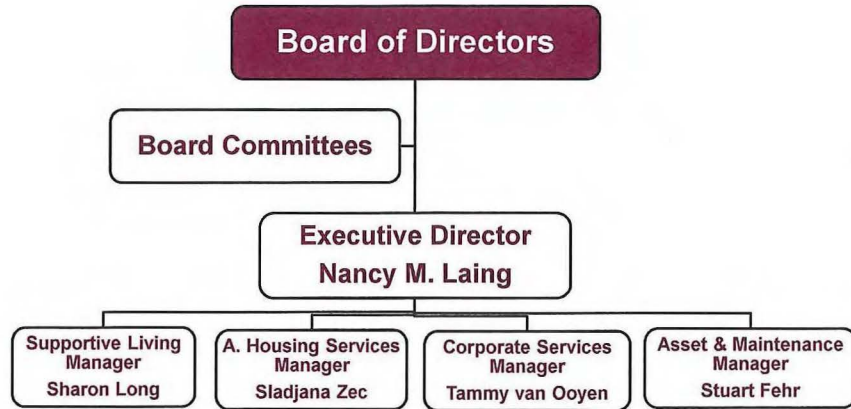 Board of Directors
Board Committees
Executive Director
Nancy M. Laing
Supportive Living
Manager
Sharon Long
A. Housing Services
Manager
Sladjana Zec
Corporate Services
Manager
Tammy van Ooyen
Asset & Maintenance
Manager
Stuart Fehr